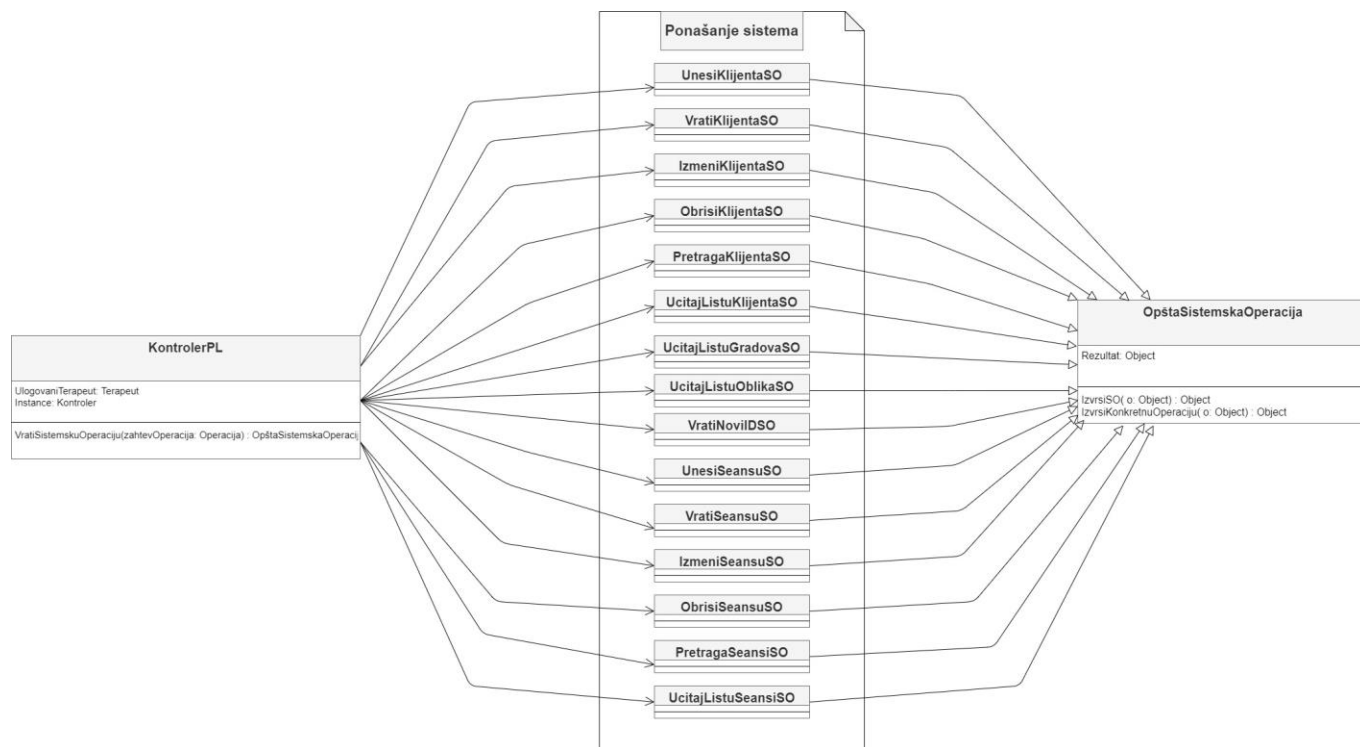 Ponašanje sistema
UnesiKlijentaSO
VratiKlijentaSO
IzmeniKlijentaSO
ObrisiKlijentaSO
PretragaKlijentaSO
UcitajListuKlijentaSO
UcitajListuGradovaSO
UcitajListuOblikaSO
VratiNoviIDSO
UnesiSeansuSO
VratiSeansuSO
IzmeniSeansuSO
ObrisiSeansuSO
PretragaSeansiSO
UcitajListuSeansiSO
KontrolerPL
UlogovaniTerapeut: Terapeut
Instance: Kontroler
VratiSistemskuOperaciju(zahtevOperacija: Operacija) : OpštaSistemskaOperacij
OpštaSistemskaOperacija
Rezultat: Object
IzvrsiSO( o: Object) : Object
IzvrsiKonkretnuOperaciju( o: Object) : Object